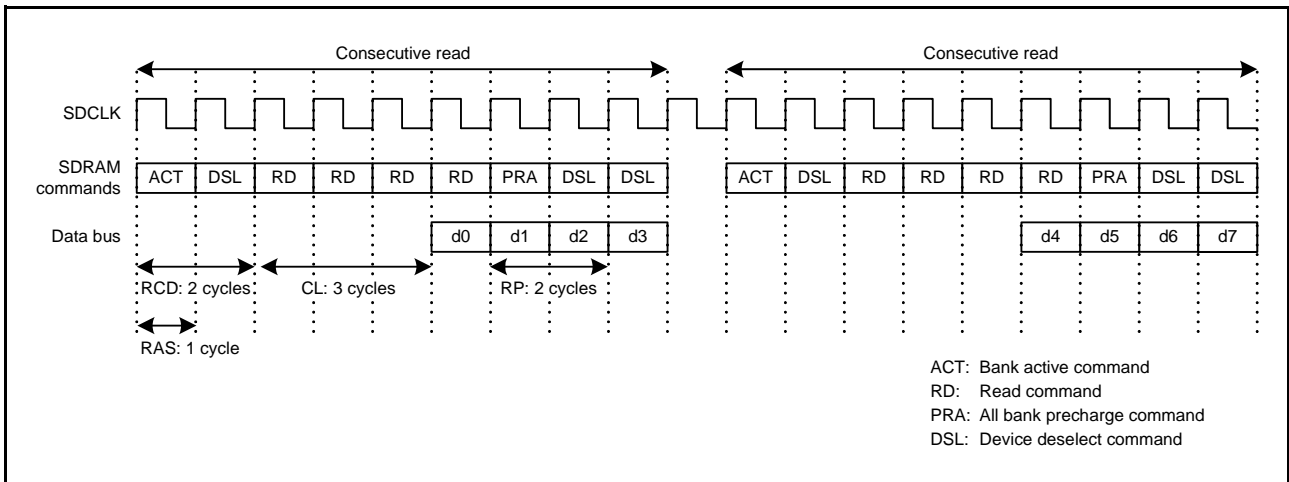 Consecutive read Consecutive read
SDCLK
SDRAM
commands
ACT DSL RD RD RD RD PRA DSL DSL ACT DSL RD RD RD RD PRA DSL DSL
Data bus d0 d1 d2 d3 d4 d5 d6 d7
RCD: 2 cycles CL: 3 cycles RP: 2 cycles
RAS: 1 cycle
ACT: Bank active command
RD: Read command
PRA: All bank precharge command
DSL: Device deselect command